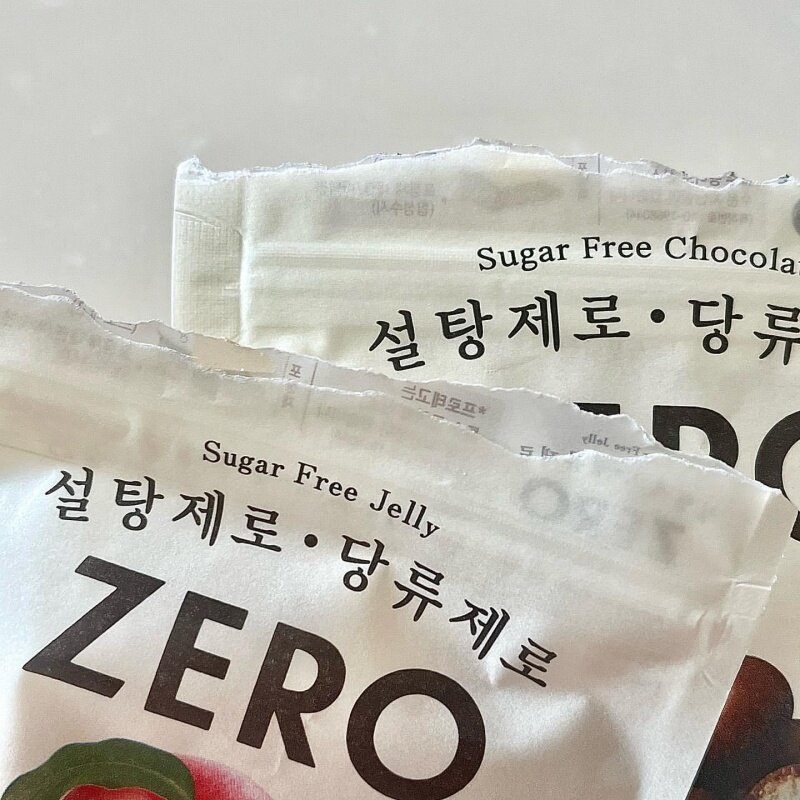 Sugar Free Chocola
설탕제로·당류
ZERO
Sugar Free Jelly
설탕제로·당류제로
ZERO